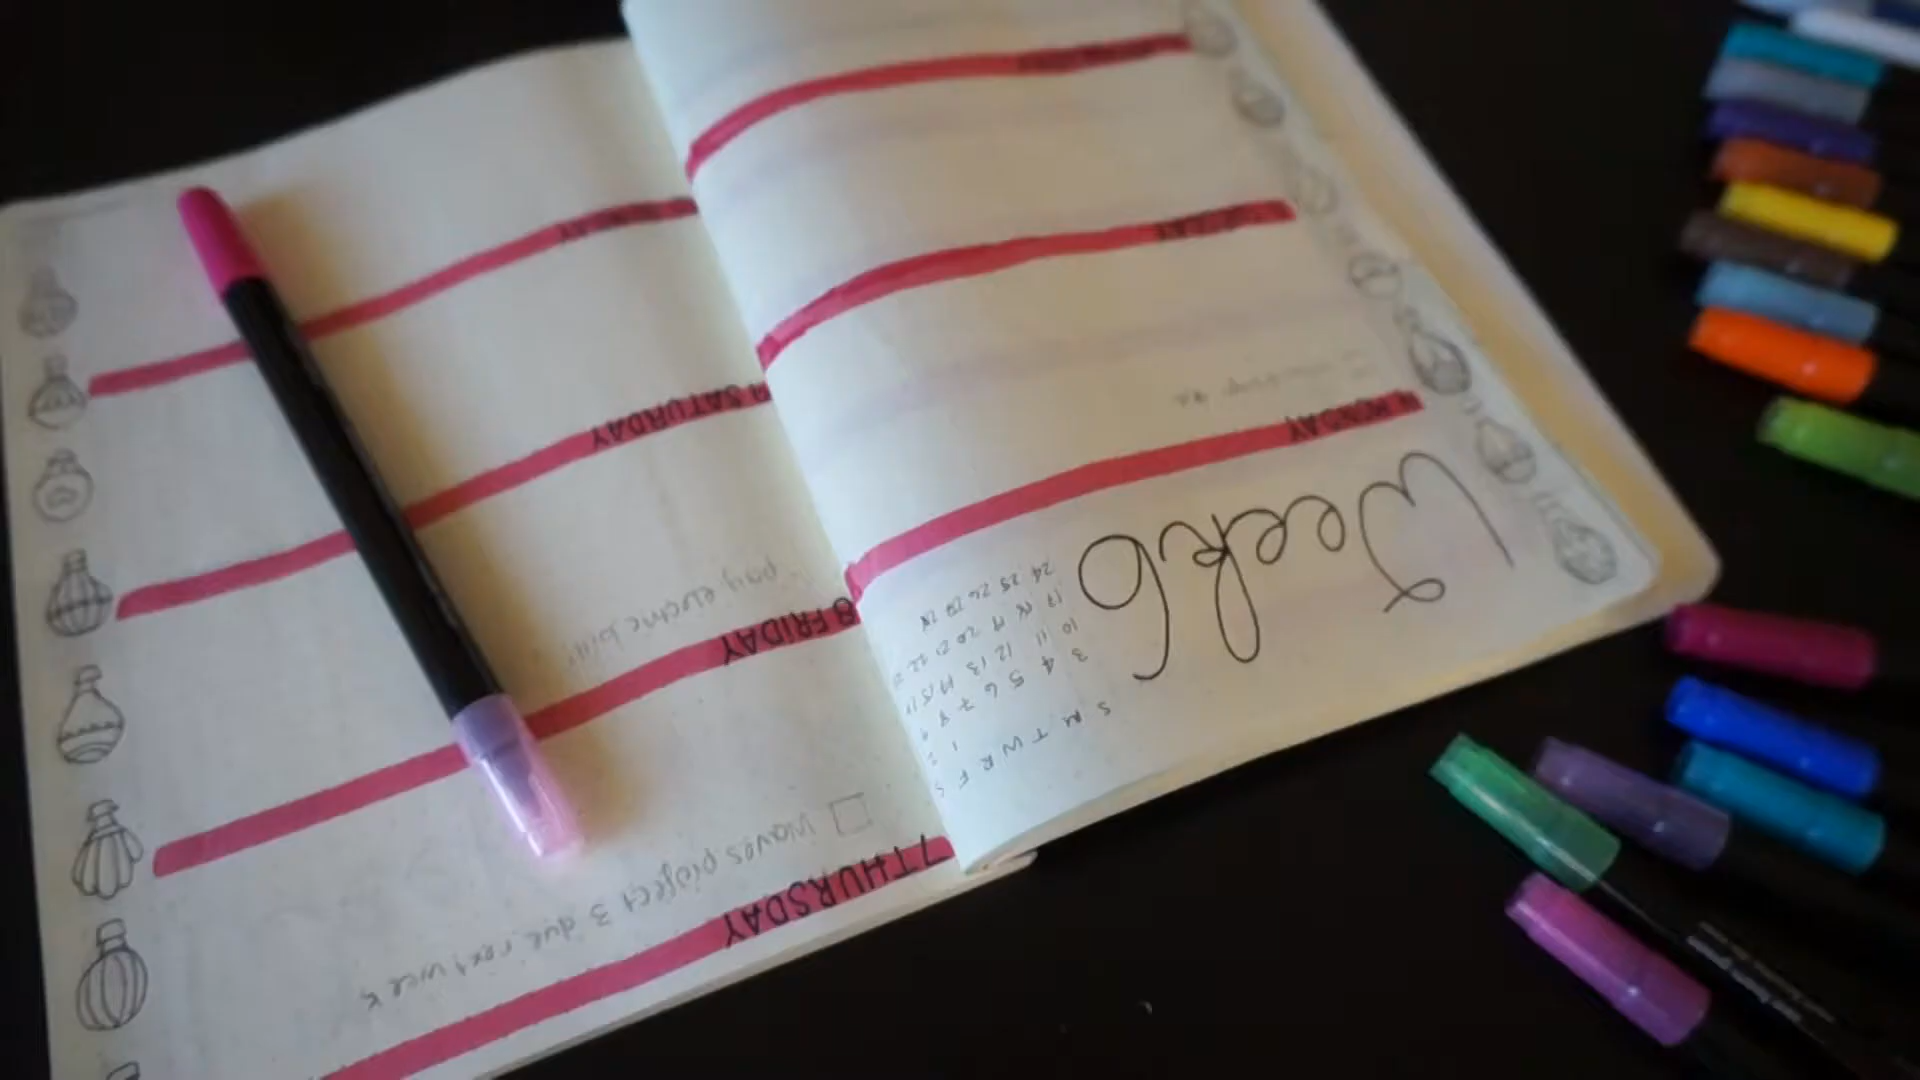 Week 6
S M T W R F S
1 2
3 4 5 6 7 8 9
10 11 12 13 14 15 16
17 18 19 20 21 22
24 25 26 27 28
4 MONDAY
7 THURSDAY
Waves project 3 due next week
8 FRIDAY
pay electric bill
9 SATURDAY